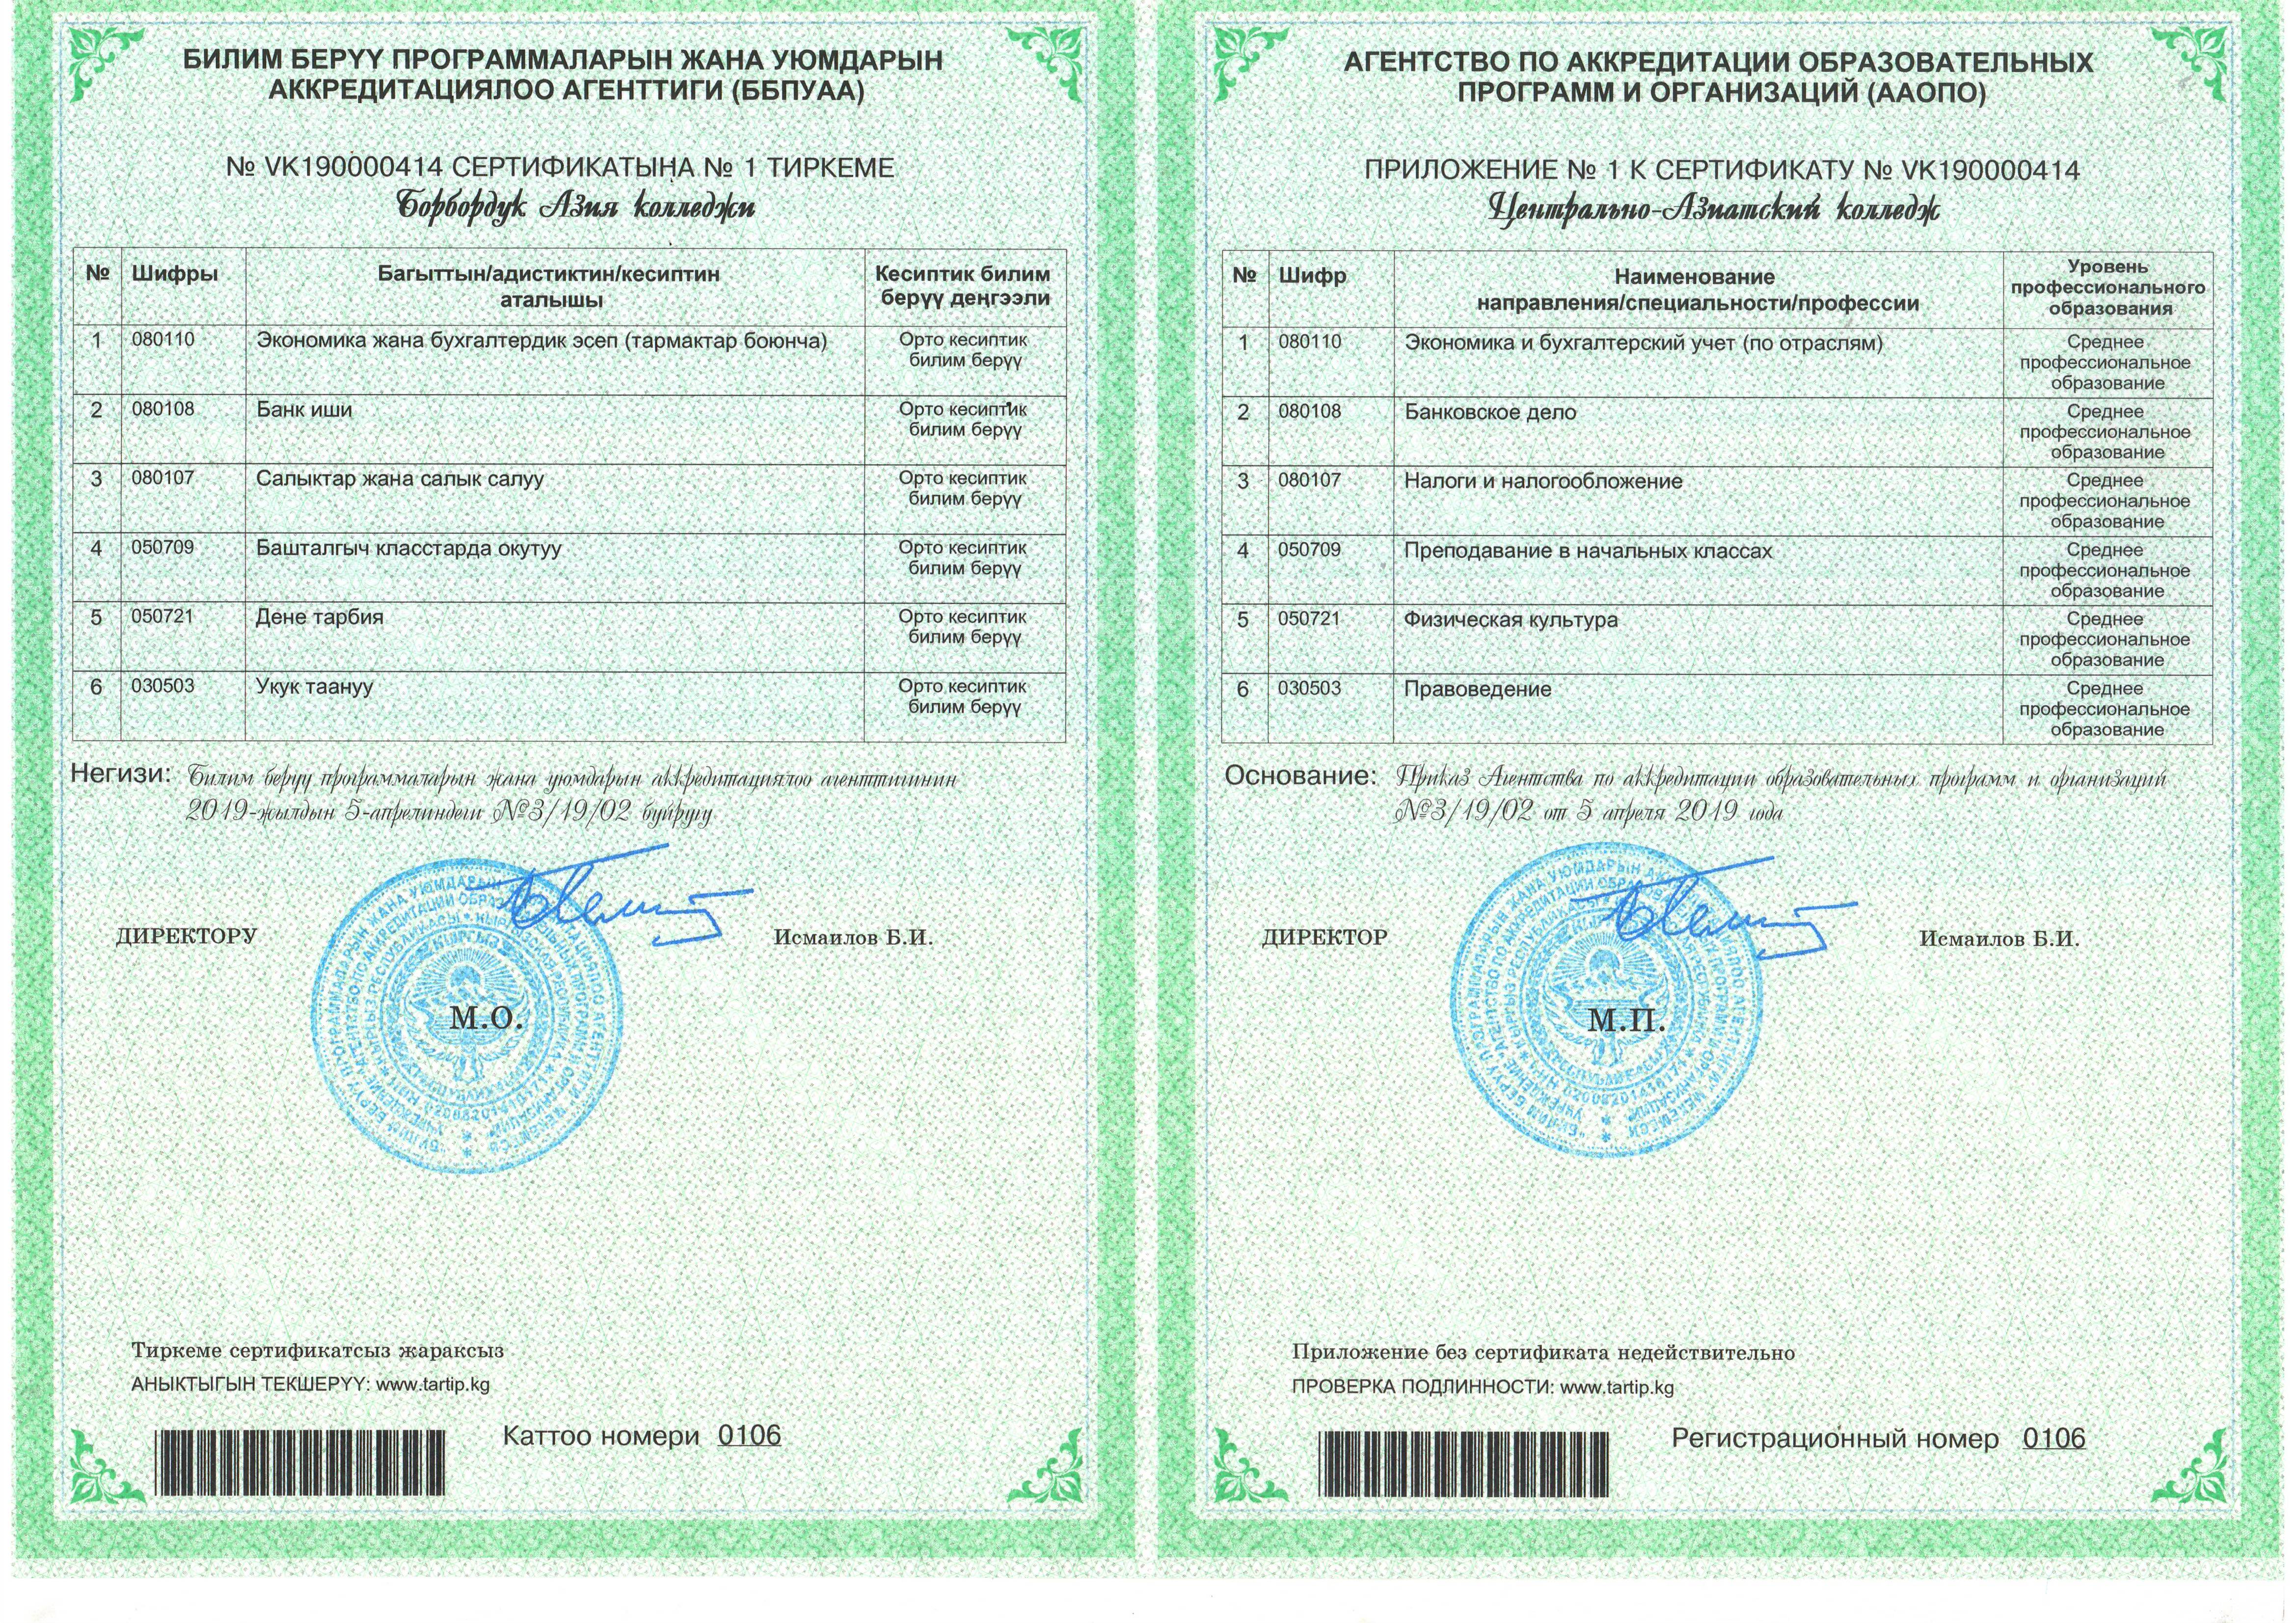 БИЛИМ БЕРҮҮ ПРОГРАММАЛАРЫН ЖАНА УЮМДАРЫН
АККРЕДИТАЦИЯЛОО АГЕНТТИГИ (ББПУАА)
№ VK190000414 СЕРТИФИКАТЫНА № 1 ТИРКЕМЕ
Борбордук Азия колледжи
№ Шифры Багыттын/адистиктин/кесиптин аталышы Кесиптик билим берүү деңгээли
1 080110 Экономика жана бухгалтердик эсеп (тармактар боюнча) Орто кесиптик
билим берүү
2 080108 Банк иши Орто кесиптик
билим берүү
3 080107 Салыктар жана салык салуу Орто кесиптик
билим берүү
4 050709 Башталгыч класстарда окутуу Орто кесиптик
билим берүү
5 050721 Дене тарбия Орто кесиптик
билим берүү
6 030503 Укук таануу Орто кесиптик
билим берүү
Негизи: Билим берүү программаларын жана уюмдарын аккредитациялоо агенттигинин
2019-жылдын 5-апрелиндеги №3/19/02 буйругу
ДИРЕКТОРУ Исмаилов Б.И.
М.О.
Тиркеме сертификатсыз жараксыз
АНЫКТЫГЫН ТЕКШЕРҮҮ: www.tartip.kg
Каттоо номери 0106
АГЕНТСТВО ПО АККРЕДИТАЦИИ ОБРАЗОВАТЕЛЬНЫХ
ПРОГРАММ И ОРГАНИЗАЦИЙ (ААОПО)
ПРИЛОЖЕНИЕ № 1 К СЕРТИФИКАТУ № VK190000414
Центрально-Азиатский колледж
№ Шифр Наименование направления/специальности/профессии Уровень профессионального образования
1 080110 Экономика и бухгалтерский учет (по отраслям) Среднее
профессиональное
образование
2 080108 Банковское дело Среднее
профессиональное
образование
3 080107 Налоги и налогообложение Среднее
профессиональное
образование
4 050709 Преподавание в начальных классах Среднее
профессиональное
образование
5 050721 Физическая культура Среднее
профессиональное
образование
6 030503 Правоведение Среднее
профессиональное
образование
Основание: Приказ Агентства по аккредитации образовательных программ и организаций
№3/19/02 от 5 апреля 2019 года
ДИРЕКТОР Исмаилов Б.И.
М.П.
Приложение без сертификата недействительно
ПРОВЕРКА ПОДЛИННОСТИ: www.tartip.kg
Регистрационный номер 0106